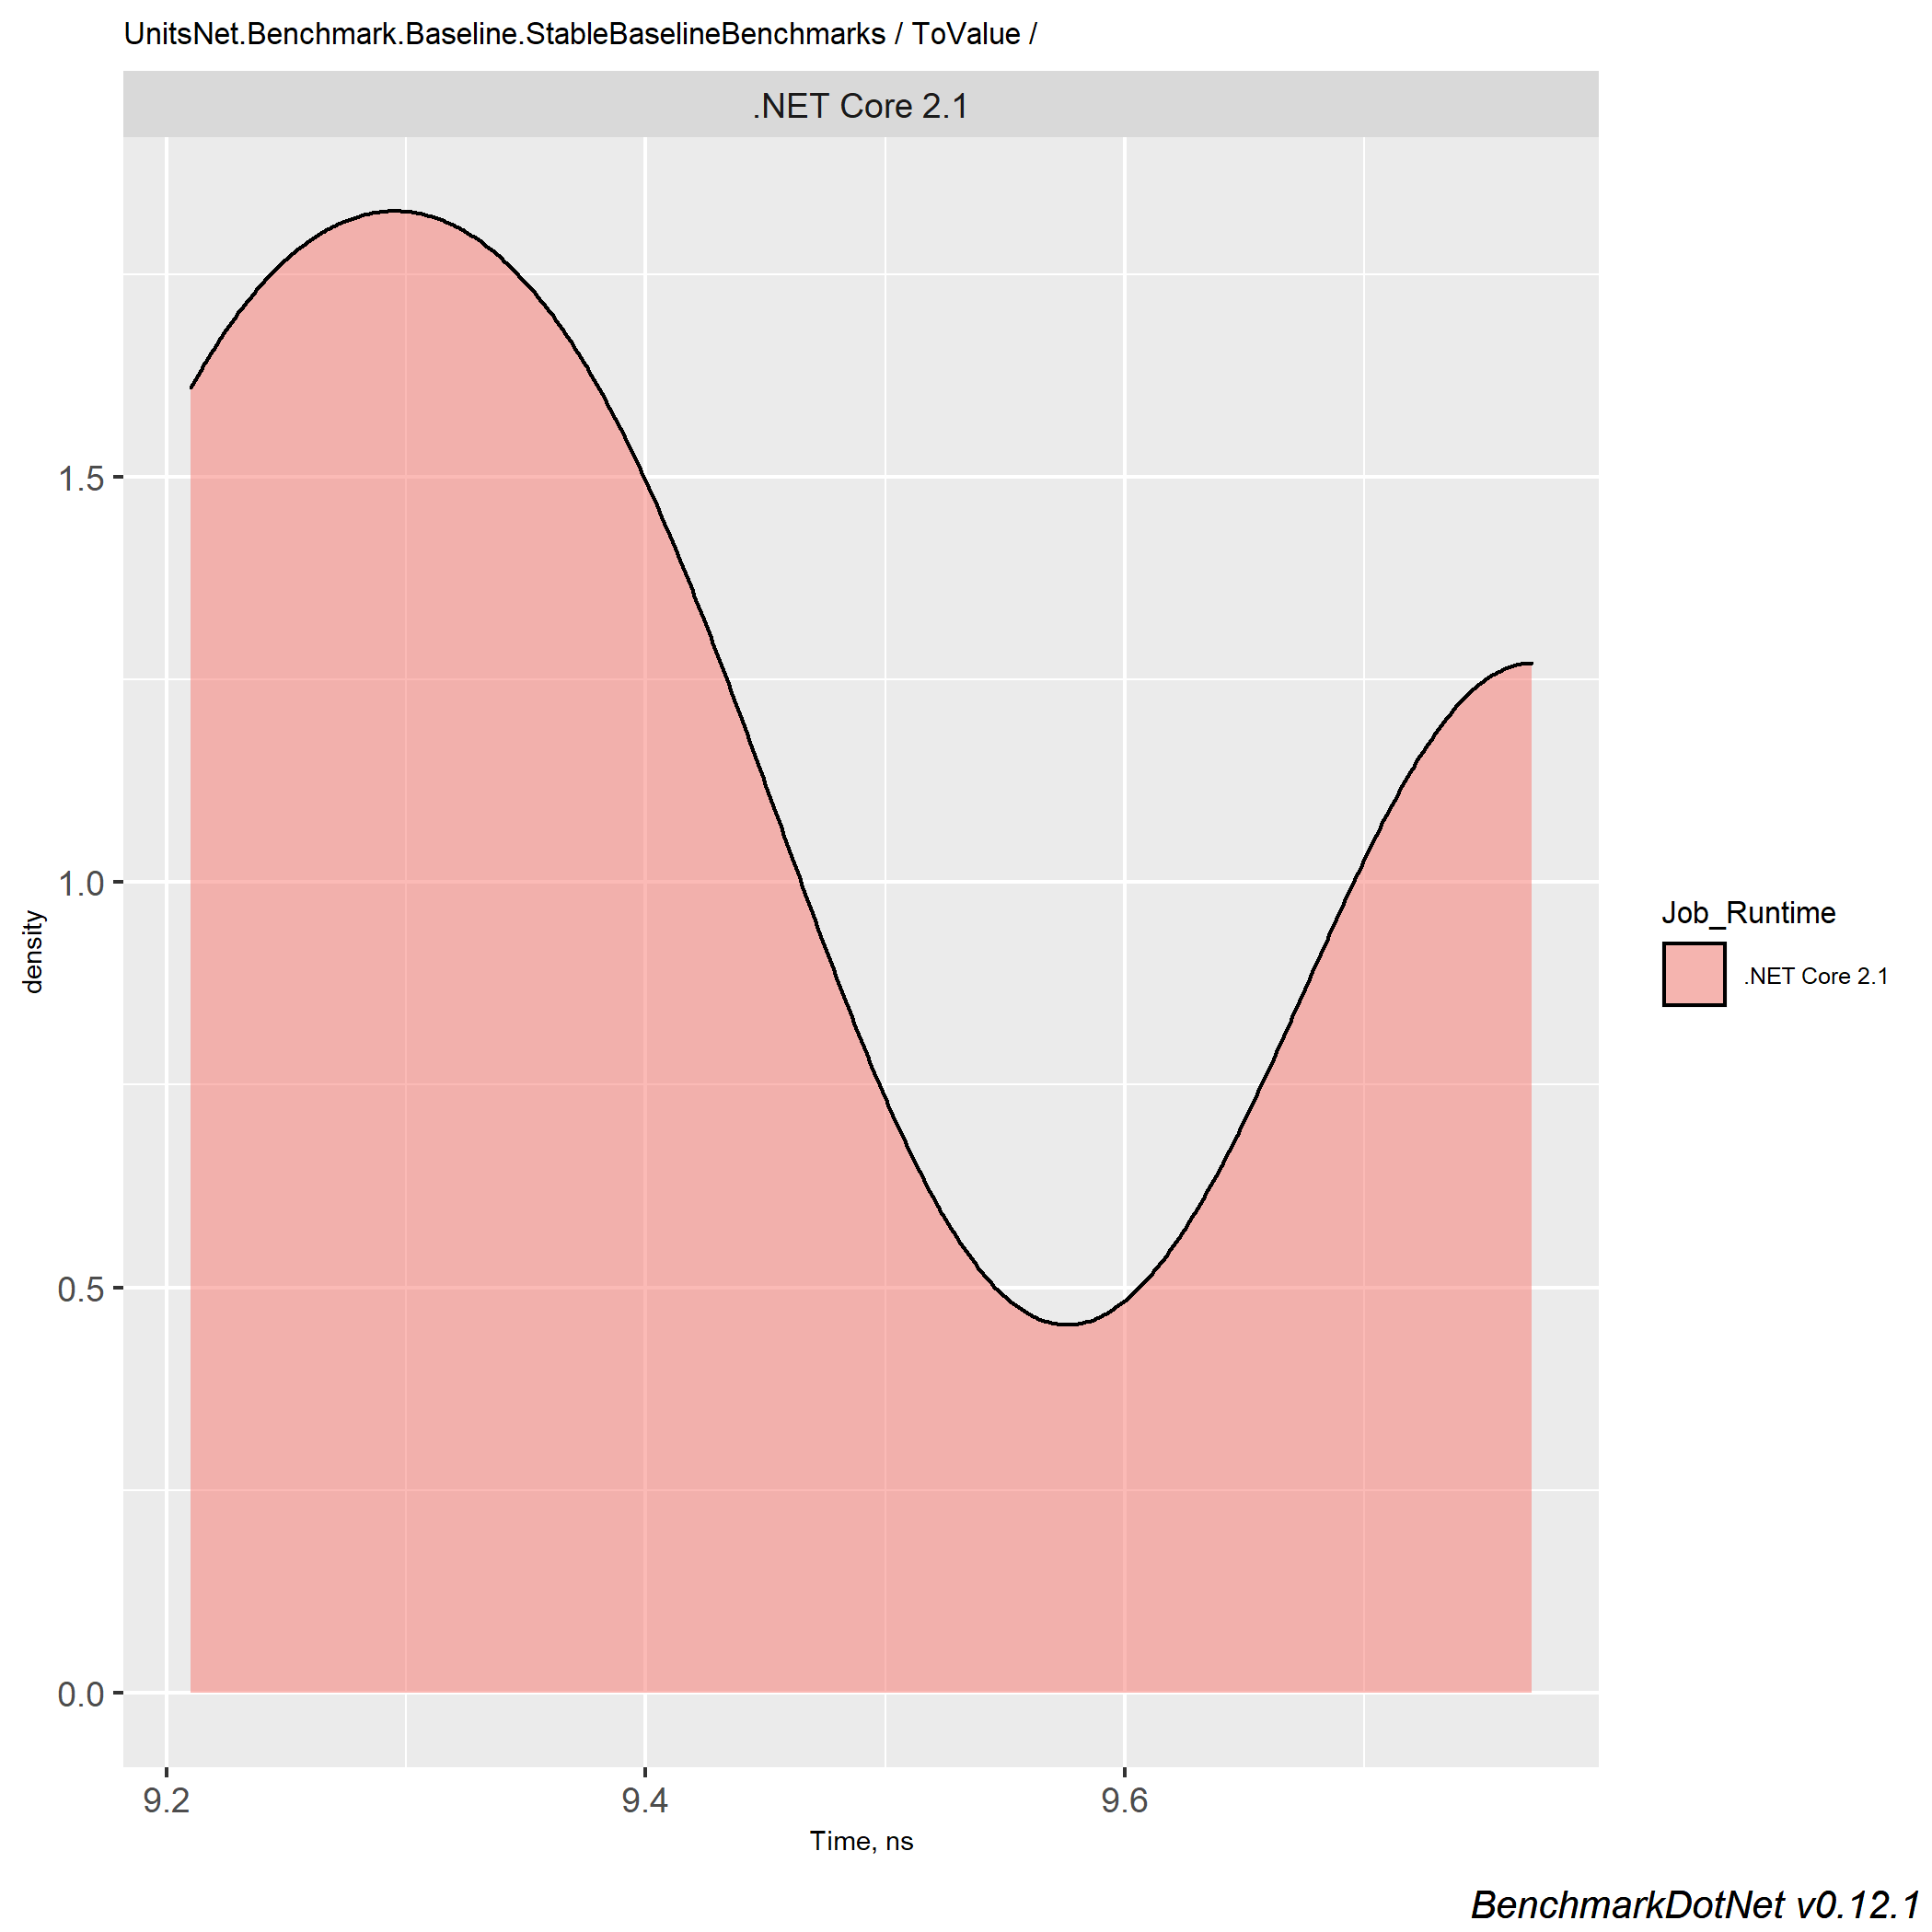 UnitsNet.Benchmark.Baseline.StableBaselineBenchmarks / ToValue /
.NET Core 2.1
1.5
1.0
0.5
0.0
density
9.2 9.4 9.6
Time, ns
Job_Runtime
.NET Core 2.1
BenchmarkDotNet v0.12.1